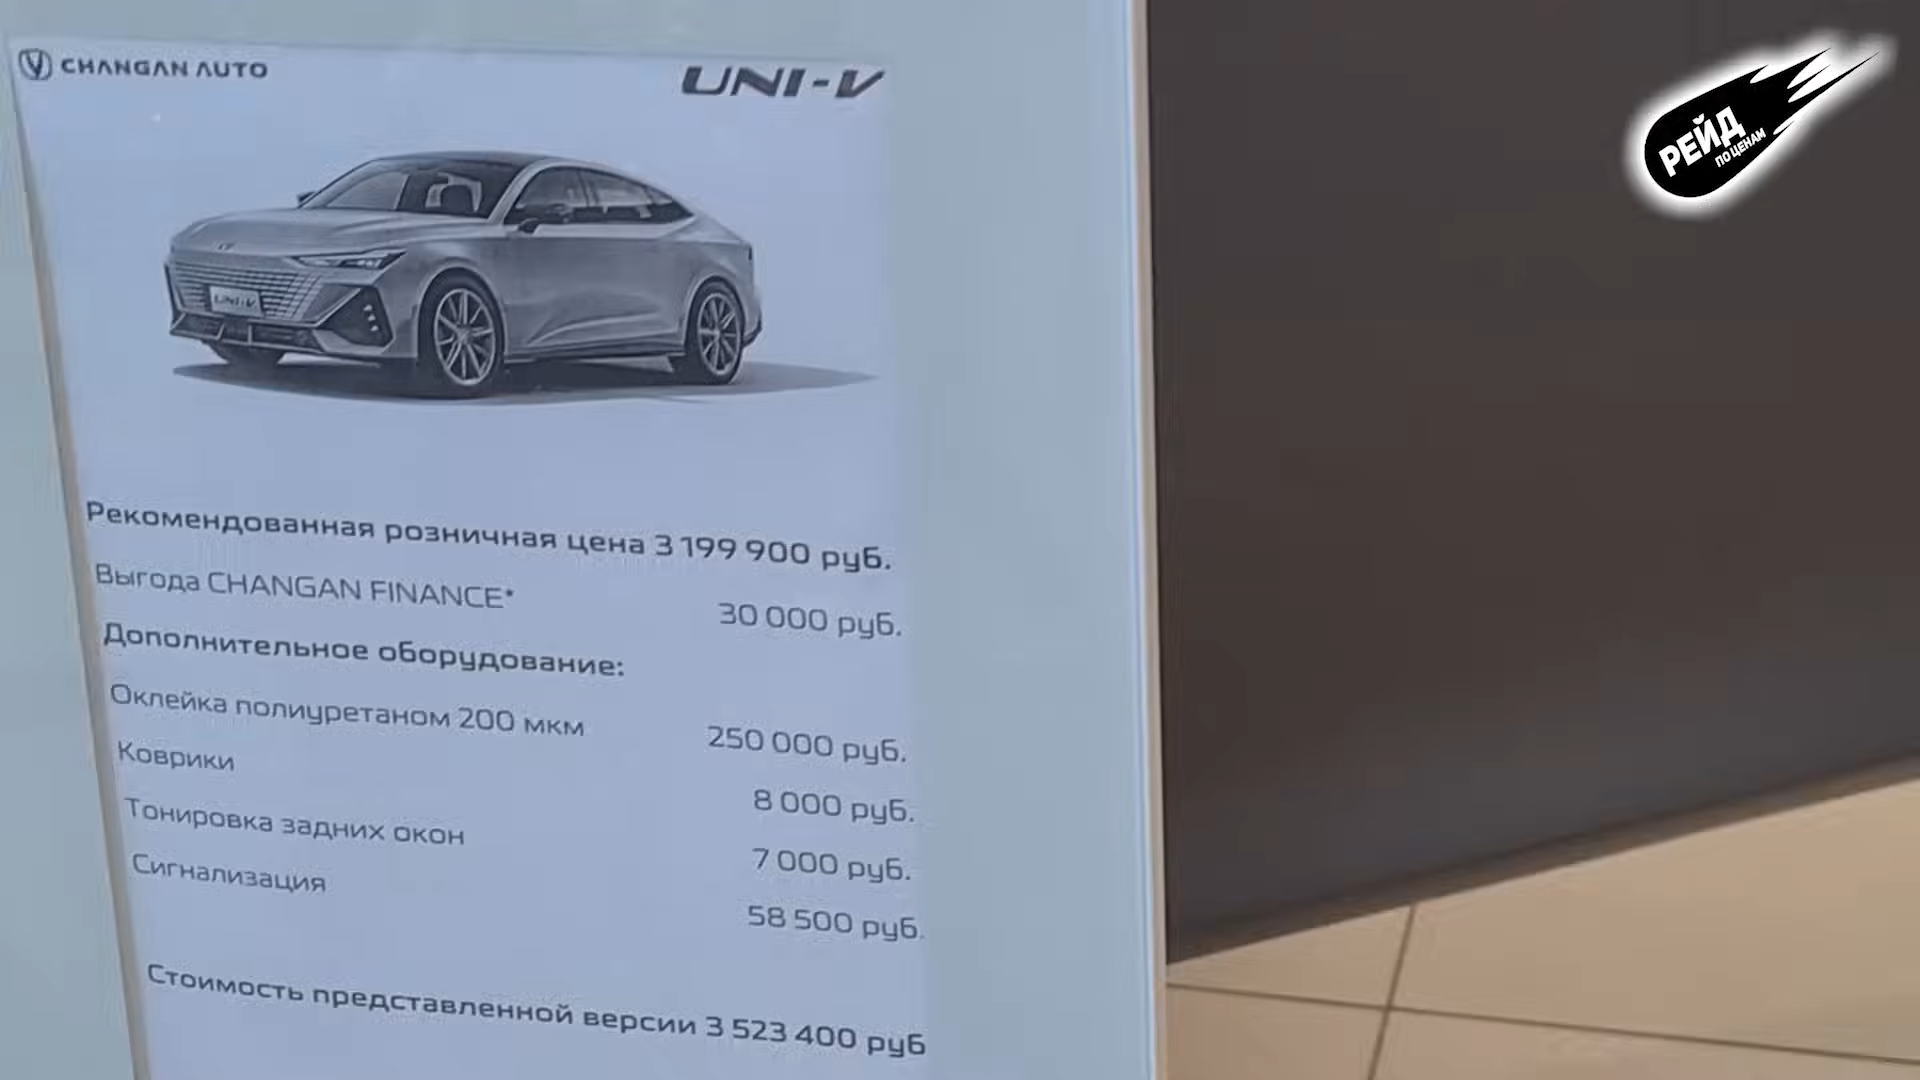 CHANGAN AUTO
UNI-V
UNI-V
РЕЙД
ПО ЦЕНАМ
Рекомендованная розничная цена 3 199 900 руб.
Выгода CHANGAN FINANCE* 30 000 руб.
Дополнительное оборудование:
Оклейка полиуретаном 200 мкм 250 000 руб.
Коврики 8 000 руб.
Тонировка задних окон 7 000 руб.
Сигнализация 58 500 руб.
Стоимость представленной версии 3 523 400 руб